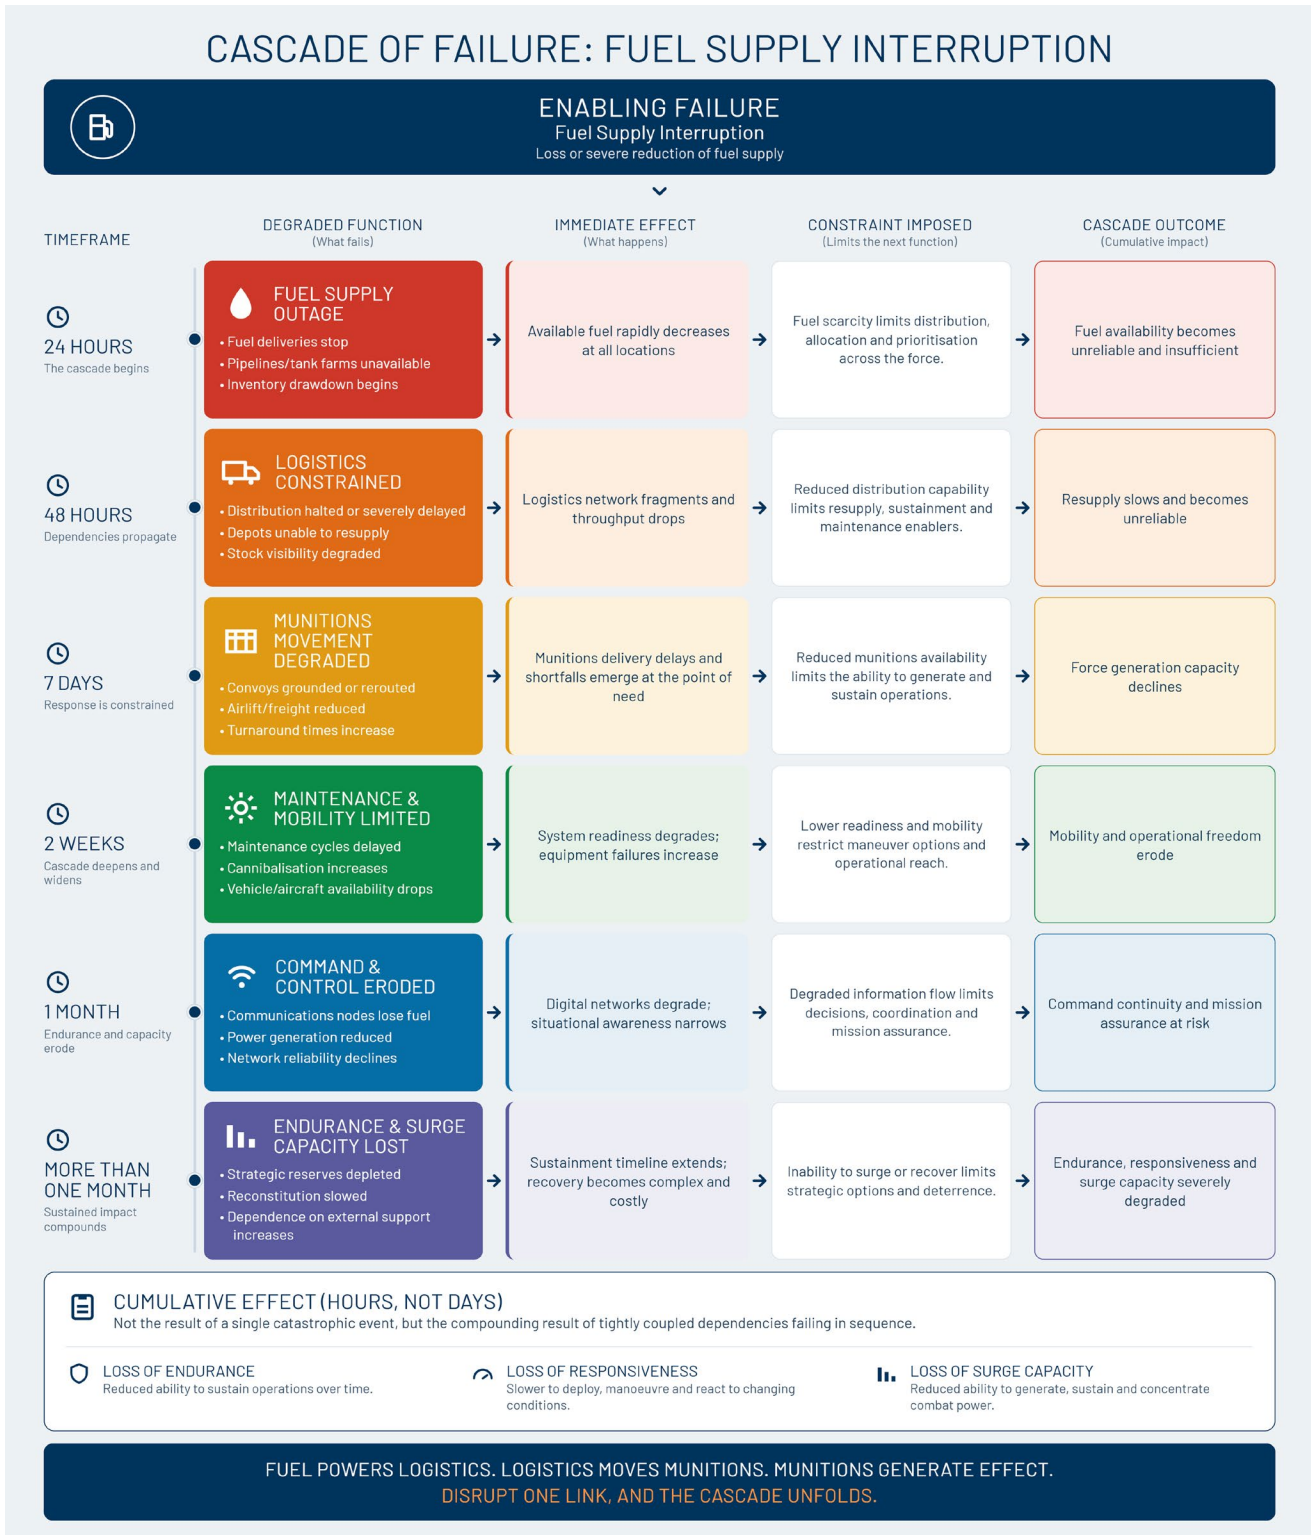 CASCADE OF FAILURE: FUEL SUPPLY INTERRUPTION
ENABLING FAILURE
Fuel Supply Interruption
Loss or severe reduction of fuel supply
TIMEFRAME
DEGRADED FUNCTION
(What fails)
IMMEDIATE EFFECT
(What happens)
CONSTRAINT IMPOSED
(Limits the next function)
CASCADE OUTCOME
(Cumulative impact)
24 HOURS
The cascade begins
FUEL SUPPLY
OUTAGE
• Fuel deliveries stop
• Pipelines/tank farms unavailable
• Inventory drawdown begins
Available fuel rapidly decreases
at all locations
Fuel scarcity limits distribution,
allocation and prioritisation
across the force.
Fuel availability becomes
unreliable and insufficient
48 HOURS
Dependencies propagate
LOGISTICS
CONSTRAINED
• Distribution halted or severely delayed
• Depots unable to resupply
• Stock visibility degraded
Logistics network fragments and
throughput drops
Reduced distribution capability
limits resupply, sustainment and
maintenance enablers.
Resupply slows and becomes
unreliable
7 DAYS
Response is constrained
MUNITIONS
MOVEMENT
DEGRADED
• Convoys grounded or rerouted
• Airlift/freight reduced
• Turnaround times increase
Munitions delivery delays and
shortfalls emerge at the point of
need
Reduced munitions availability
limits the ability to generate and
sustain operations.
Force generation capacity
declines
2 WEEKS
Cascade deepens and
widens
MAINTENANCE &
MOBILITY LIMITED
• Maintenance cycles delayed
• Cannibalisation increases
• Vehicle/aircraft availability drops
System readiness degrades;
equipment failures increase
Lower readiness and mobility
restrict maneuver options and
operational reach.
Mobility and operational freedom
erode
1 MONTH
Endurance and capacity
erode
COMMAND &
CONTROL ERODED
• Communications nodes lose fuel
• Power generation reduced
• Network reliability declines
Digital networks degrade;
situational awareness narrows
Degraded information flow limits
decisions, coordination and
mission assurance.
Command continuity and mission
assurance at risk
MORE THAN
ONE MONTH
Sustained impact
compounds
ENDURANCE & SURGE
CAPACITY LOST
• Strategic reserves depleted
• Reconstitution slowed
• Dependence on external support
increases
Sustainment timeline extends;
recovery becomes complex and
costly
Inability to surge or recover limits
strategic options and deterrence.
Endurance, responsiveness and
surge capacity severely
degraded
CUMULATIVE EFFECT (HOURS, NOT DAYS)
Not the result of a single catastrophic event, but the compounding result of tightly coupled dependencies failing in sequence.
LOSS OF ENDURANCE
Reduced ability to sustain operations over time.
LOSS OF RESPONSIVENESS
Slower to deploy, manoeuvre and react to changing
conditions.
LOSS OF SURGE CAPACITY
Reduced ability to generate, sustain and concentrate
combat power.
FUEL POWERS LOGISTICS. LOGISTICS MOVES MUNITIONS. MUNITIONS GENERATE EFFECT.
DISRUPT ONE LINK, AND THE CASCADE UNFOLDS.